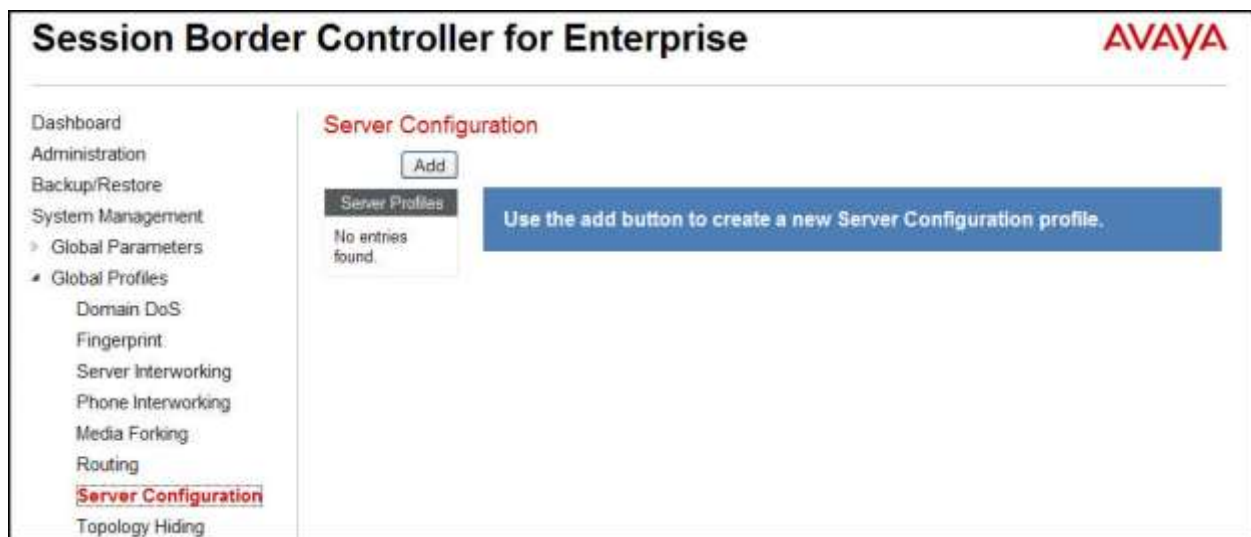 Session Border Controller for Enterprise
AVAYA
Dashboard
Administration
Backup/Restore
System Management
Global Parameters
Global Profiles
Domain DoS
Fingerprint
Server Interworking
Phone Interworking
Media Forking
Routing
Server Configuration
Topology Hiding
Server Configuration
Add
Server Profiles
No entries
found.
Use the add button to create a new Server Configuration profile.